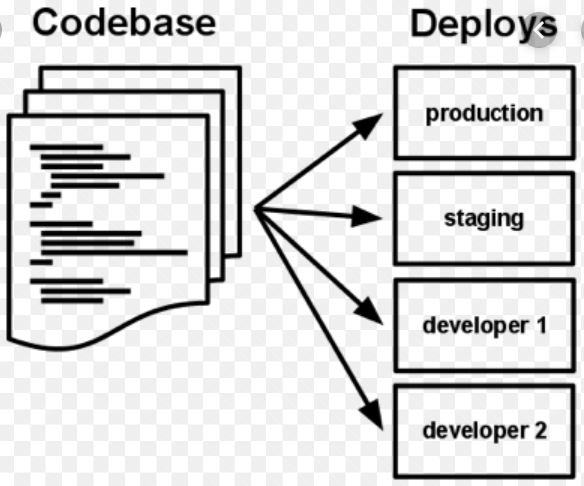 Codebase
Deploys
production
staging
developer 1
developer 2